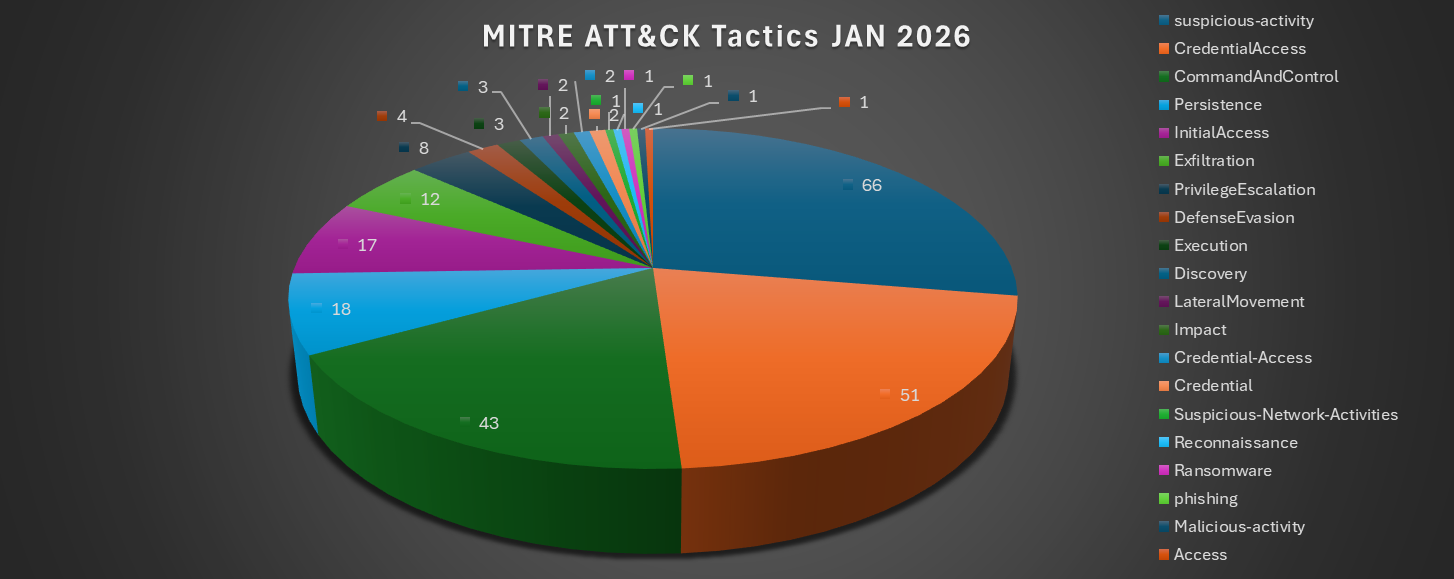 MITRE ATT&CK Tactics JAN 2026
66
51
43
18
17
12
8
4
3
3
2
2
2
2
1
1
1
1
1
1
suspicious-activity
CredentialAccess
CommandAndControl
Persistence
InitialAccess
Exfiltration
PrivilegeEscalation
DefenseEvasion
Execution
Discovery
LateralMovement
Impact
Credential-Access
Credential
Suspicious-Network-Activities
Reconnaissance
Ransomware
phishing
Malicious-activity
Access